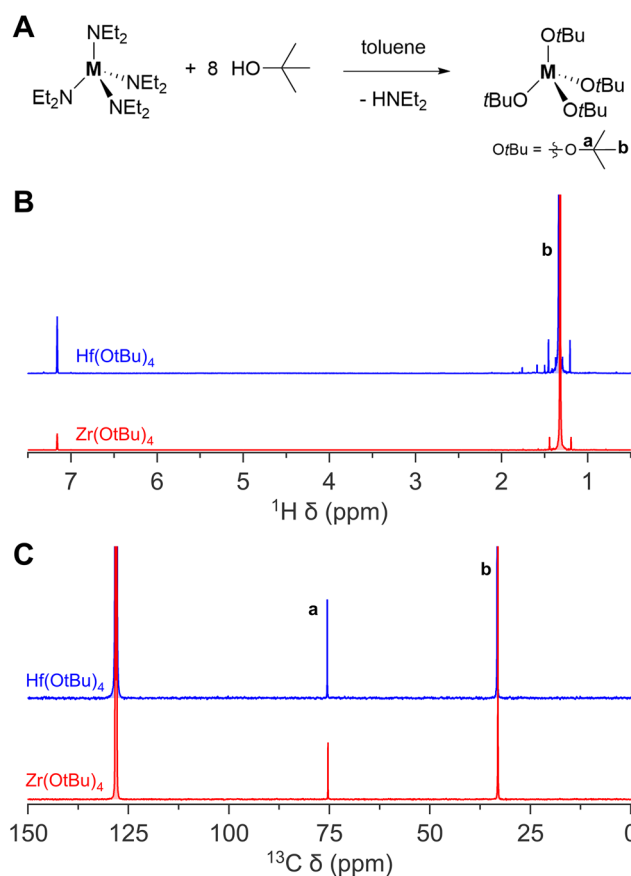 A
NEt₂
M
NEt₂
NEt₂
NEt₂
+ 8 HO
toluene
- HNEt₂
OtBu
M
OtBu
tBuO
OtBu
OtBu = O a b
B
b
Hf(OtBu)₄
Zr(OtBu)₄
7 6 5 4 3 2 1
¹H δ (ppm)
C
b
a
Hf(OtBu)₄
Zr(OtBu)₄
150 125 100 75 50 25 0
¹³C δ (ppm)